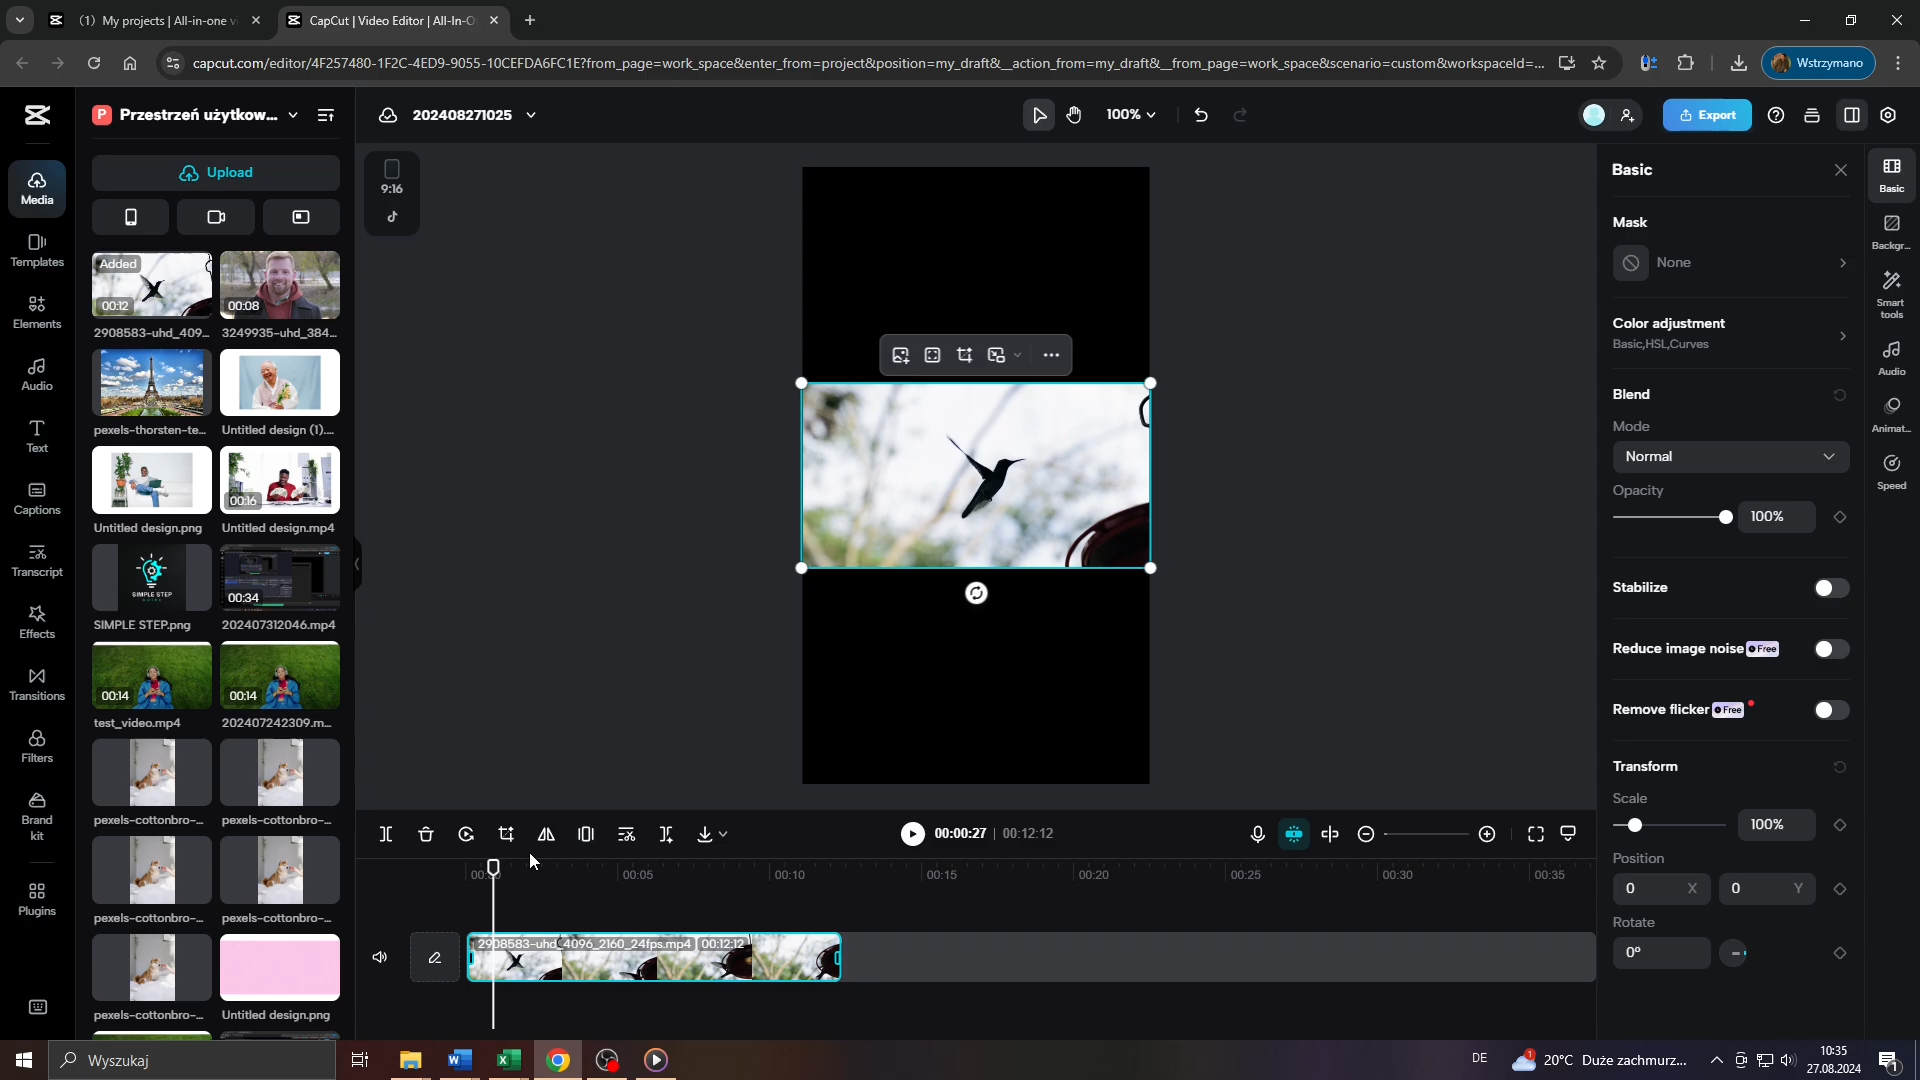 (1) My projects | All-in-one v
CapCut | Video Editor | All-In-O
capcut.com/editor/4F257480-1F2C-4ED9-9055-10CEFDA6FC1E?from_page=work_space&enter_from=project&position=my_draft&__action_from=my_draft&__from_page=work_space&scenario=custom&workspaceId=...
Wstrzymano
P Przestrzeń użytkow...
202408271025
100%
Export
Upload
9:16
Media
Templates
Elements
Audio
Text
Captions
Transcript
Effects
Transitions
Filters
Brand
kit
Plugins
Added
00:12
00:08
2908583-uhd_409...
3249935-uhd_384...
pexels-thorsten-te...
Untitled design (1)....
00:16
Untitled design.png
Untitled design.mp4
SIMPLE STEP
GUIDE
00:34
SIMPLE STEP.png
202407312046.mp4
00:14
00:14
test_video.mp4
202407242309.m...
pexels-cottonbro-...
pexels-cottonbro-...
pexels-cottonbro-...
pexels-cottonbro-...
pexels-cottonbro-...
Untitled design.png
Basic
Mask
None
Color adjustment
Basic,HSL,Curves
Blend
Mode
Normal
Opacity
100%
Stabilize
Reduce image noise Free
Remove flicker Free
Transform
Scale
100%
Position
0 X 0 Y
Rotate
0°
Basic
Backgr...
Smart
tools
Audio
Animat...
Speed
00:00:27 | 00:12:12
00:05 00:10 00:15 00:20 00:25 00:30 00:35
2908583-uhd_4096_2160_24fps.mp4 00:12:12
Wyszukaj
DE
1
20°C Duże zachmurz...
10:35
27.08.2024
1